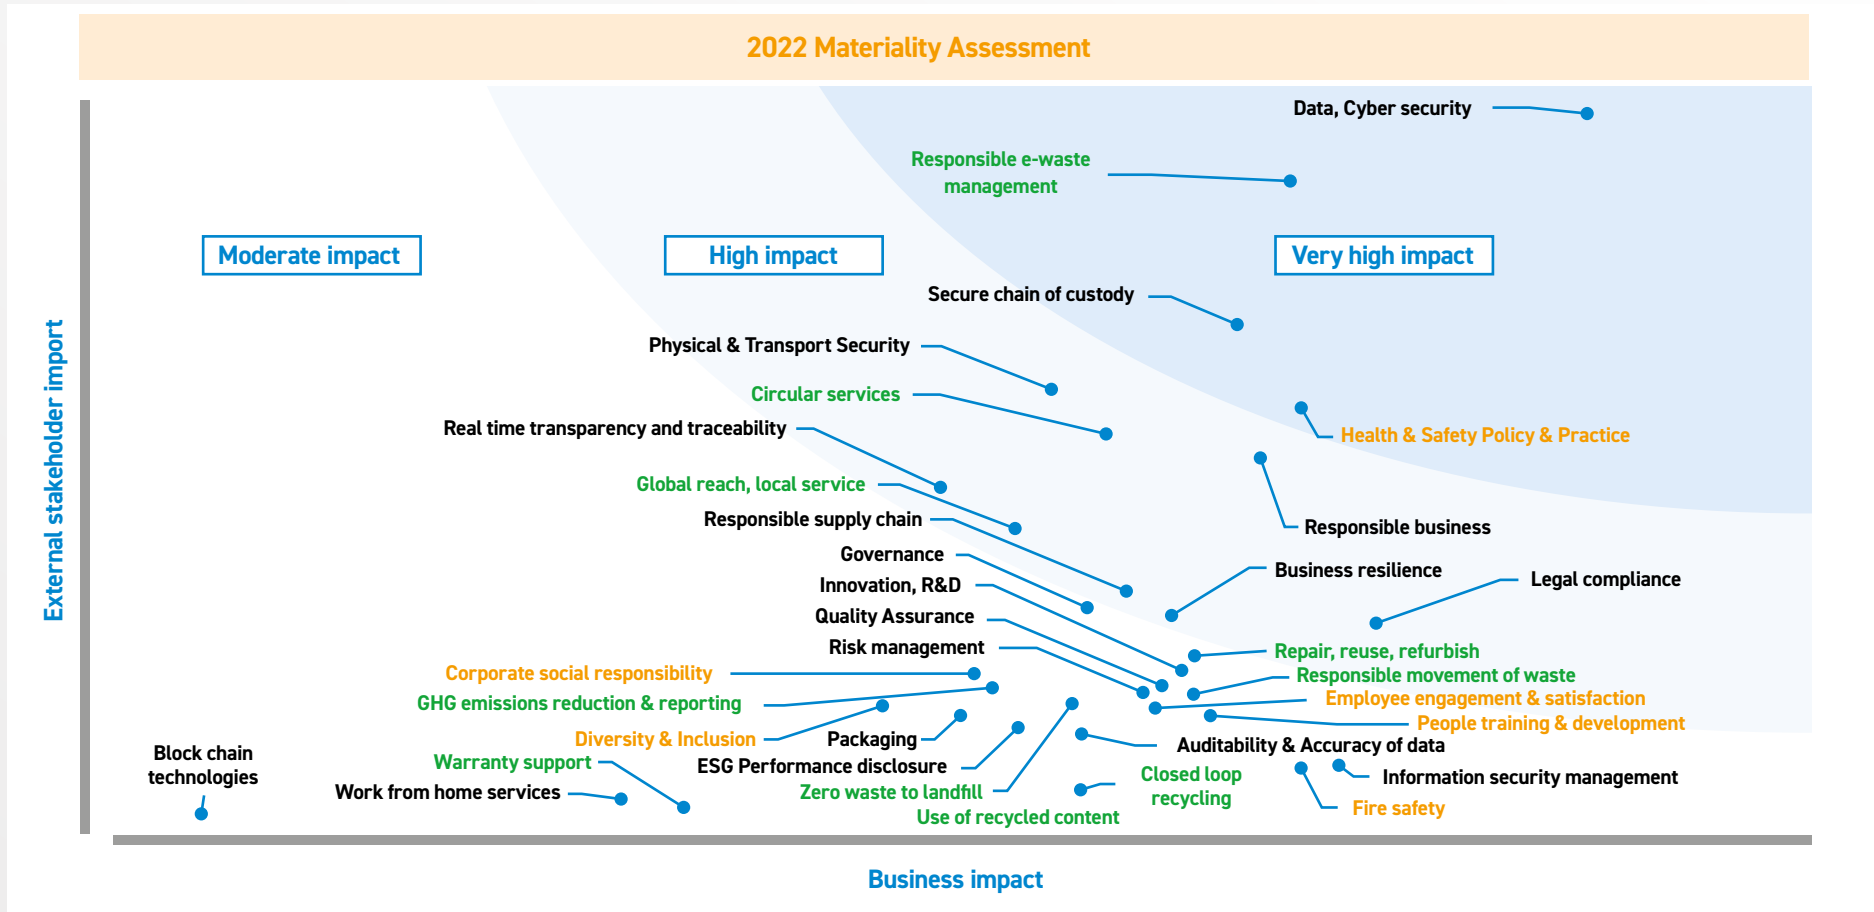 2022 Materiality Assessment
Data, Cyber security
Responsible e-waste
management
Moderate impact
High impact
Very high impact
Secure chain of custody
Physical & Transport Security
Circular services
Real time transparency and traceability
Health & Safety Policy & Practice
Global reach, local service
Responsible supply chain
Responsible business
Governance
Business resilience
Innovation, R&D
Legal compliance
Quality Assurance
Risk management
Repair, reuse, refurbish
Corporate social responsibility
Responsible movement of waste
GHG emissions reduction & reporting
Employee engagement & satisfaction
People training & development
Diversity & Inclusion
Packaging
Auditability & Accuracy of data
Block chain
technologies
Warranty support
ESG Performance disclosure
Closed loop
recycling
Information security management
Work from home services
Zero waste to landfill
Fire safety
Use of recycled content
External stakeholder import
Business impact